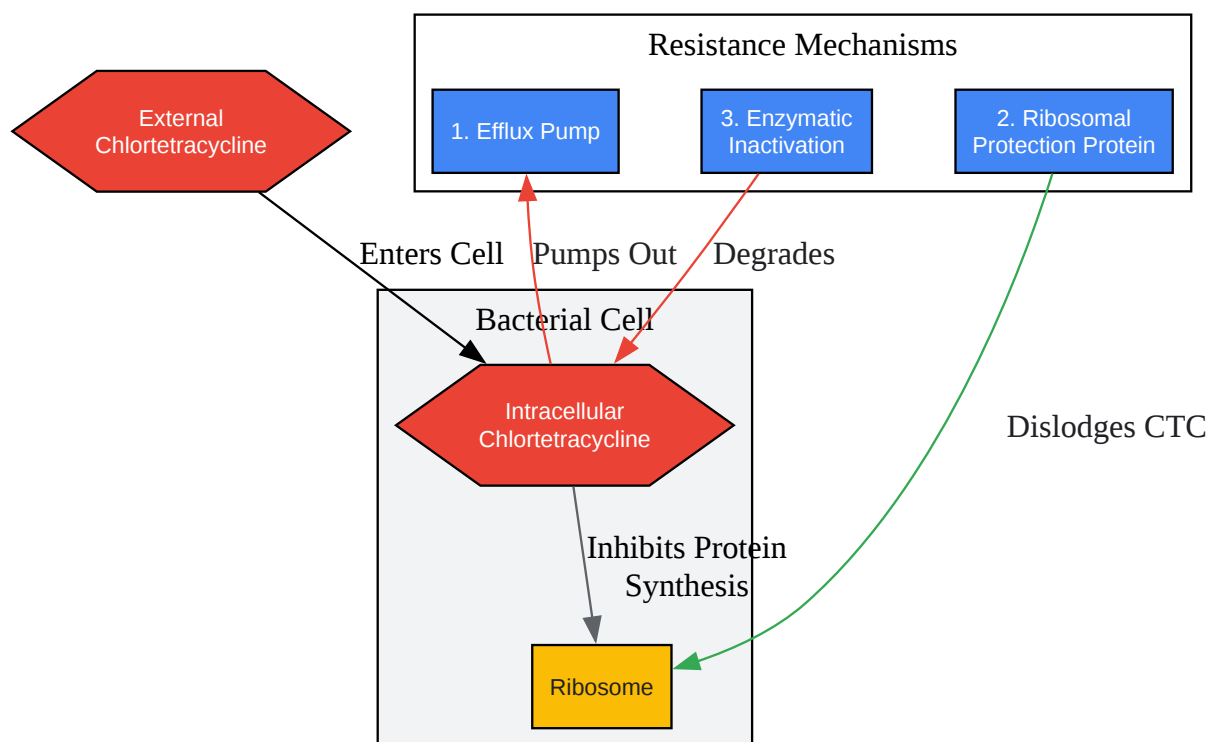 Resistance Mechanisms
External
Chlortetracycline
1. Efflux Pump
3. Enzymatic
Inactivation
2. Ribosomal
Protection Protein
Enters Cell
Pumps Out
Degrades
Bacterial Cell
Intracellular
Chlortetracycline
Dislodges CTC
Inhibits Protein
Synthesis
Ribosome